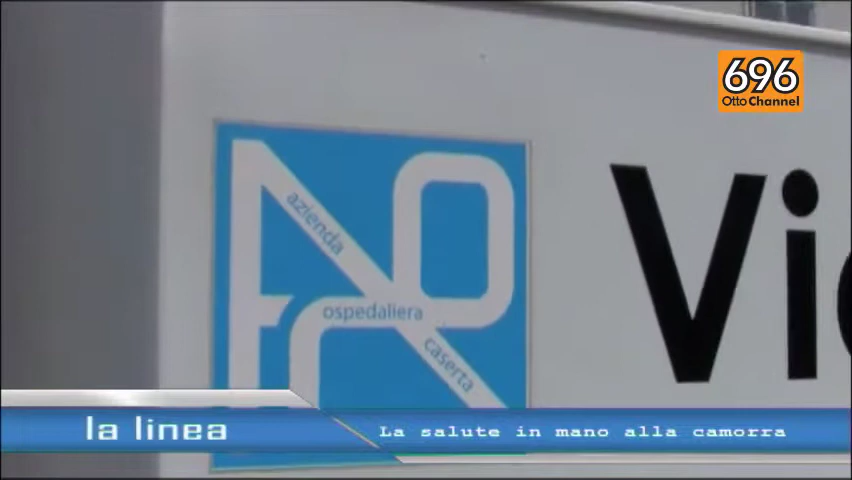 696
Otto Channel
azienda
ospedaliera
caserta
Vi
la linea
La salute in mano alla camorra